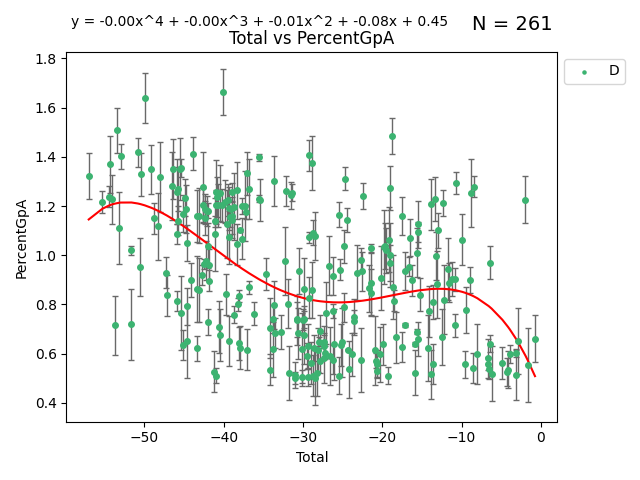 y = -0.00x^4 + -0.00x^3 + -0.01x^2 + -0.08x + 0.45 N = 261
Total vs PercentGpA
D
PercentGpA
1.8
1.6
1.4
1.2
1.0
0.8
0.6
0.4
−50 −40 −30 −20 −10 0
Total